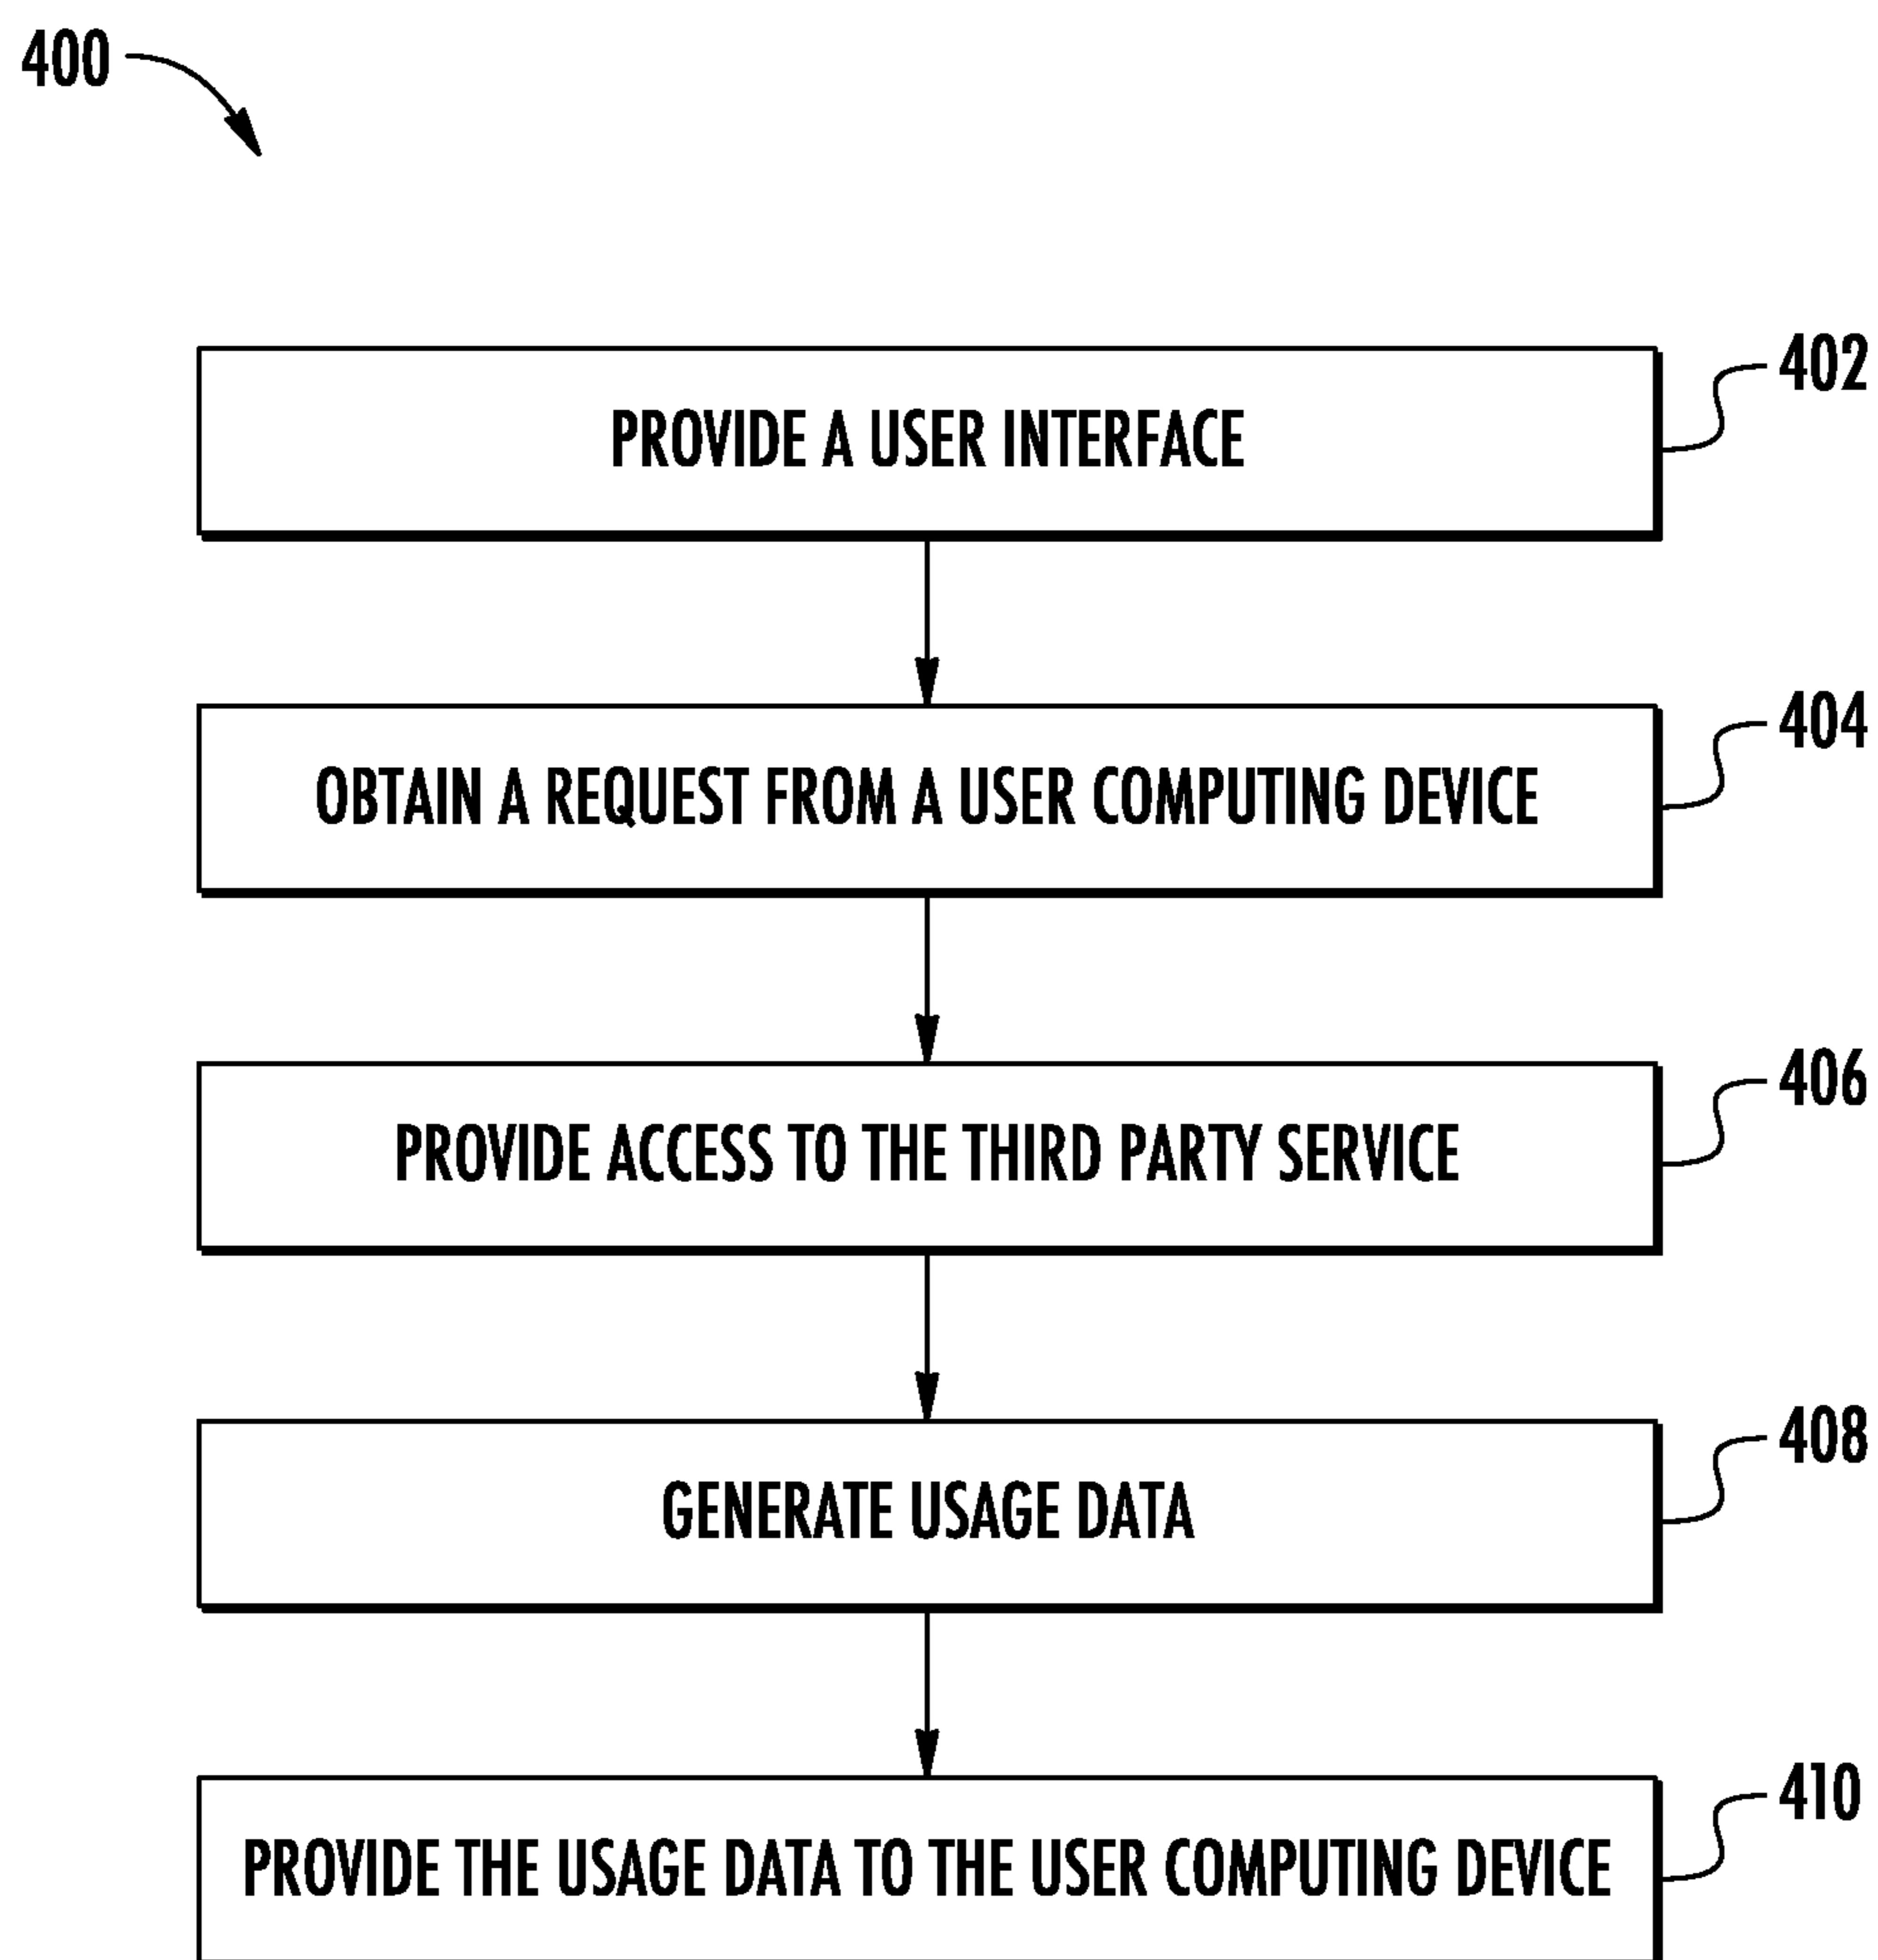 400
PROVIDE A USER INTERFACE
402
OBTAIN A REQUEST FROM A USER COMPUTING DEVICE
404
PROVIDE ACCESS TO THE THIRD PARTY SERVICE
406
GENERATE USAGE DATA
408
PROVIDE THE USAGE DATA TO THE USER COMPUTING DEVICE
410